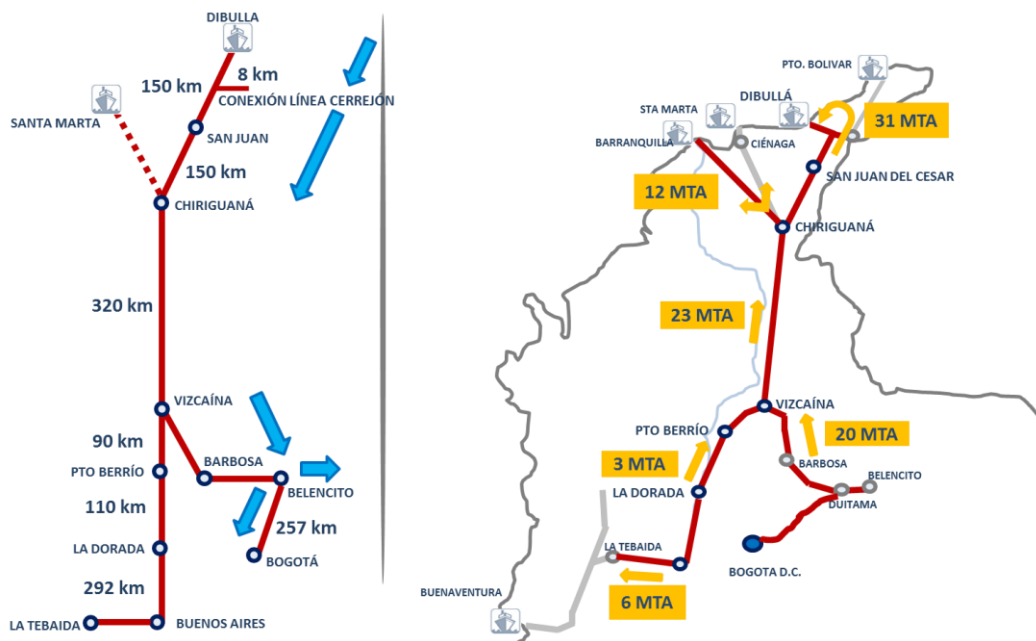 DIBULLA
150 km
8 km
CONEXIÓN LÍNEA CERREJÓN
SANTA MARTA
SAN JUAN
150 km
CHIRIGUANÁ
320 km
VIZCAÍNA
90 km
BARBOSA
PTO BERRÍO
BELENCITO
110 km
257 km
LA DORADA
BOGOTÁ
292 km
LA TEBAIDA
BUENOS AIRES
PTO. BOLIVAR
DIBULLÁ
STA MARTA
31 MTA
BARRANQUILLA
CIÉNAGA
SAN JUAN DEL CESAR
12 MTA
CHIRIGUANÁ
23 MTA
VIZCAÍNA
PTO BERRÍO
20 MTA
3 MTA
BARBOSA
BELENCITO
LA DORADA
DUITAMA
LA TEBAIDA
BOGOTA D.C.
BUENAVENTURA
6 MTA